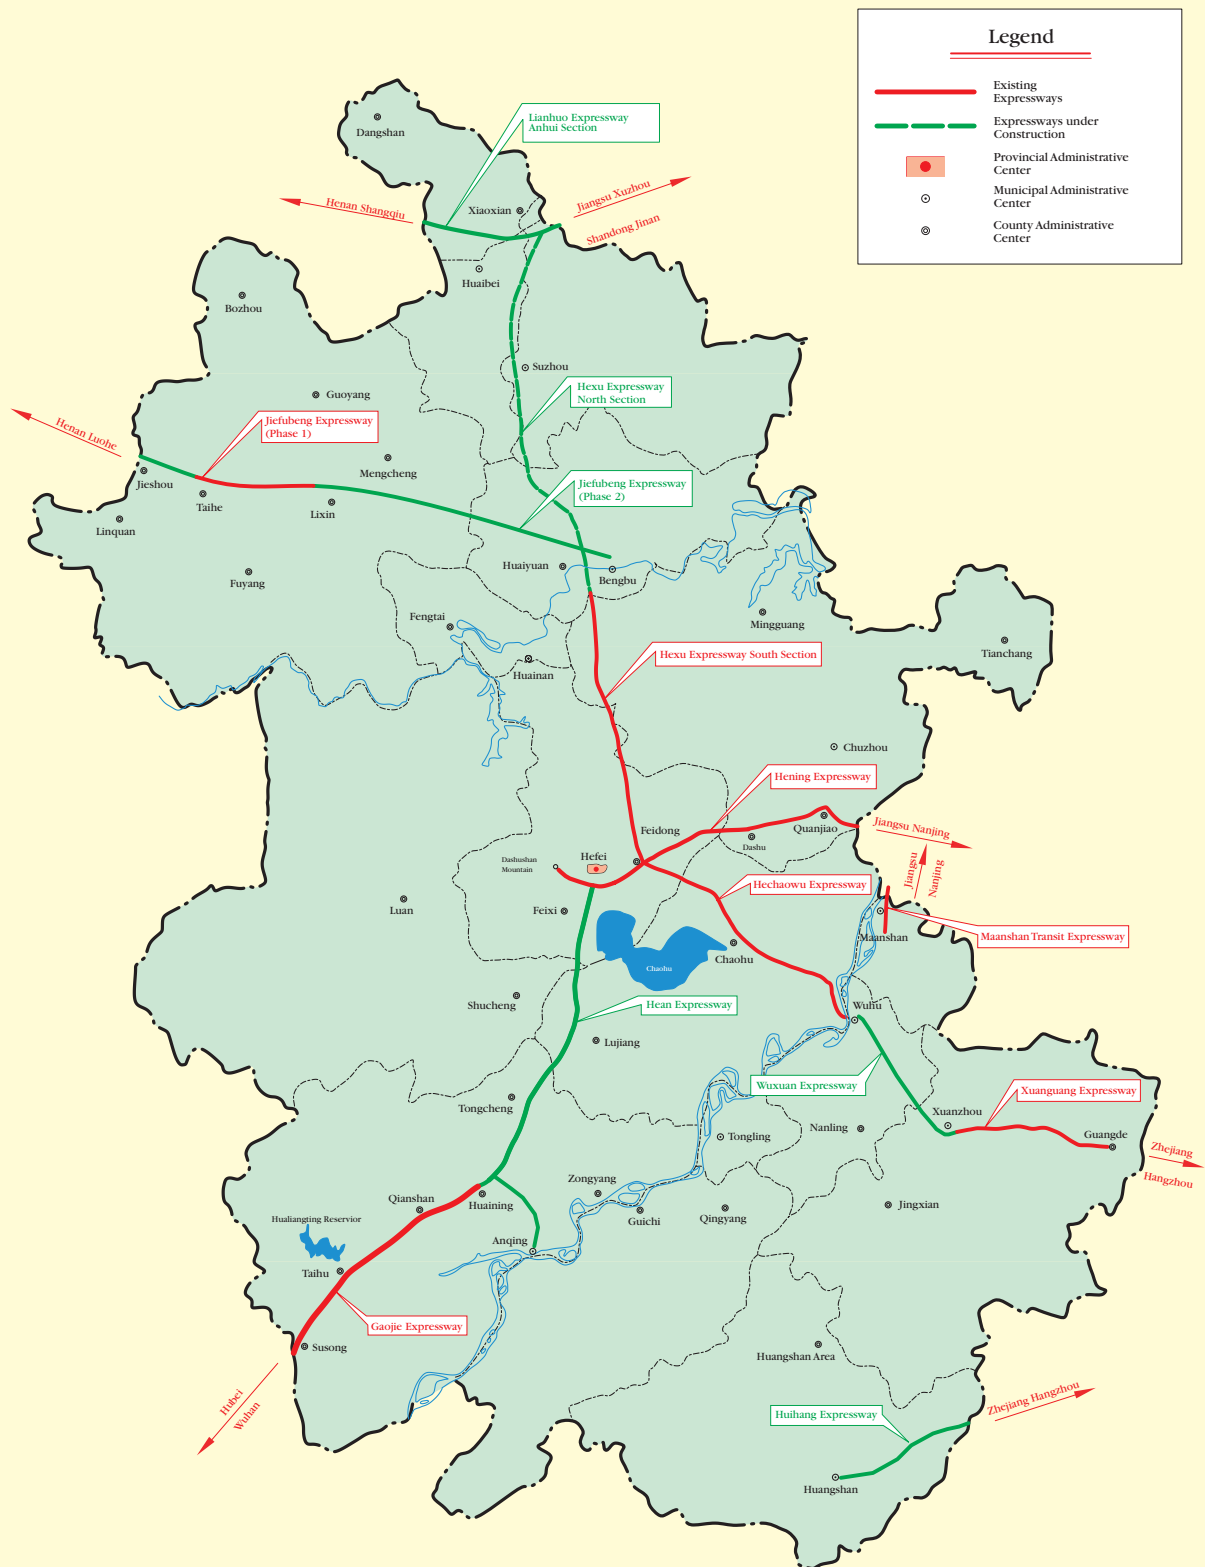 Legend
Existing
Expressways
Expressways under
Construction
Provincial Administrative
Center
Municipal Administrative
Center
County Administrative
Center
Dangshan
Lianhuo Expressway
Anhui Section
Henan Shangqiu
Xiaoxian
Jiangsu Xuzhou
Shandong Jinan
Huaibei
Bozhou
Suzhou
Hexu Expressway
North Section
Guoyang
Jiefubeng Expressway
(Phase 1)
Henan Luohe
Mengcheng
Jieshou
Jiefubeng Expressway
(Phase 2)
Taihe
Lixin
Linquan
Huaiyuan
Bengbu
Fuyang
Fengtai
Mingguang
Tianchang
Hexu Expressway South Section
Huainan
Chuzhou
Hening Expressway
Feidong
Quanjiao
Jiangsu Nanjing
Dashu
Dashushan
Mountain
Hefei
Jiangsu
Nanjing
Hechaowu Expressway
Luan
Feixi
Maanshan
Maanshan Transit Expressway
Chaohu
Chaohu
Shucheng
Hean Expressway
Wuhu
Lujiang
Wuxuan Expressway
Xuanguang Expressway
Tongcheng
Xuanzhou
Nanling
Guangde
Tongling
Zhejiang
Hangzhou
Zongyang
Qianshan
Huaining
Jingxian
Hualiangting Reservior
Guichi
Qingyang
Anqing
Taihu
Gaojie Expressway
Susong
Huangshan Area
Hubei
Wuhan
Zhejiang Hangzhou
Huihang Expressway
Huangshan